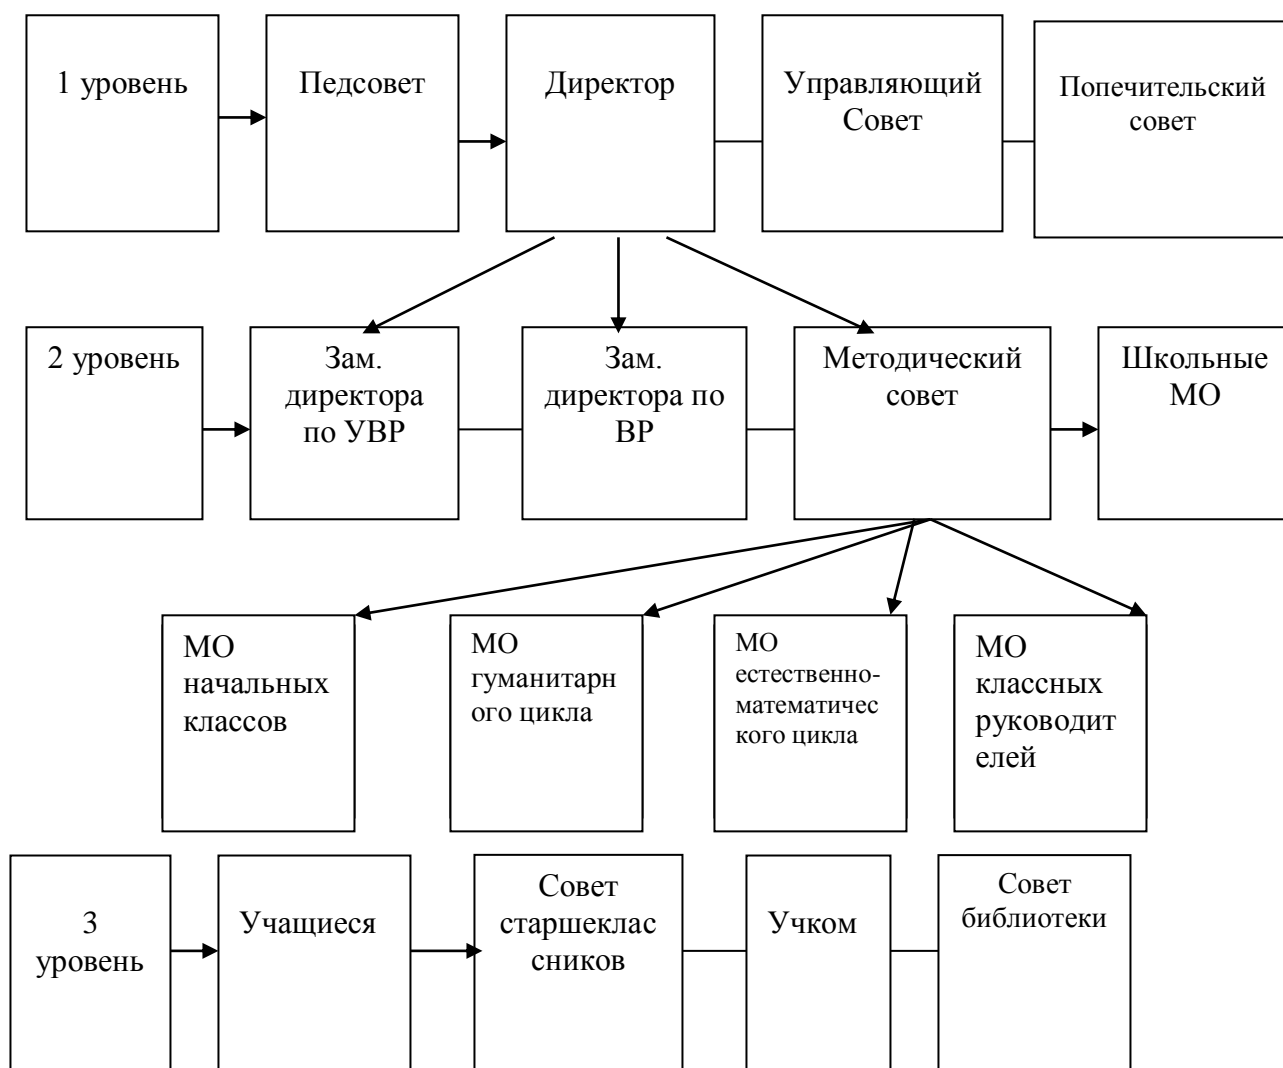 1 уровень
Педсовет
Директор
Управляющий
Совет
Попечительский
совет
2 уровень
Зам.
директора
по УВР
Зам.
директора по
ВР
Методический
совет
Школьные
МО
МО
начальных
классов
МО
гуманитарн
ого цикла
МО
естественно-
математичес
кого цикла
МО
классных
руководит
елей
3
уровень
Учащиеся
Совет
старшеклас
сников
Учком
Совет
библиотеки